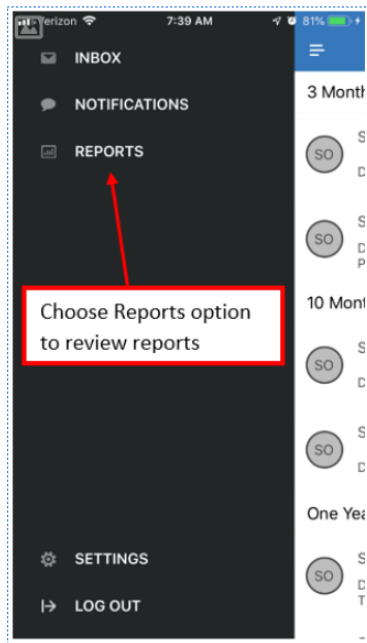 Verizon 7:39 AM 81%
INBOX
NOTIFICATIONS
REPORTS
Choose Reports option
to review reports
SETTINGS
LOG OUT
3 Month
SO
S
D
SO
S
D
P
10 Mont
SO
S
D
SO
S
D
One Yea
SO
S
D
T